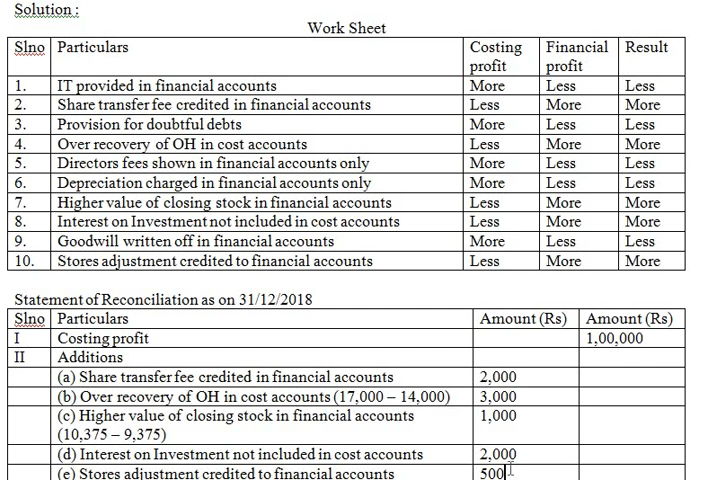 Solution :
Work Sheet
Slno Particulars Costing profit Financial profit Result
1. IT provided in financial accounts More Less Less
2. Share transfer fee credited in financial accounts Less More More
3. Provision for doubtful debts More Less Less
4. Over recovery of OH in cost accounts Less More More
5. Directors fees shown in financial accounts only More Less Less
6. Depreciation charged in financial accounts only More Less Less
7. Higher value of closing stock in financial accounts Less More More
8. Interest on Investment not included in cost accounts Less More More
9. Goodwill written off in financial accounts More Less Less
10. Stores adjustment credited to financial accounts Less More More
Statement of Reconciliation as on 31/12/2018
Slno Particulars Amount (Rs) Amount (Rs)
I Costing profit 1,00,000
II Additions
(a) Share transfer fee credited in financial accounts 2,000
(b) Over recovery of OH in cost accounts (17,000 – 14,000) 3,000
(c) Higher value of closing stock in financial accounts 1,000
(10,375 – 9,375)
(d) Interest on Investment not included in cost accounts 2,000
(e) Stores adjustment credited to financial accounts 500